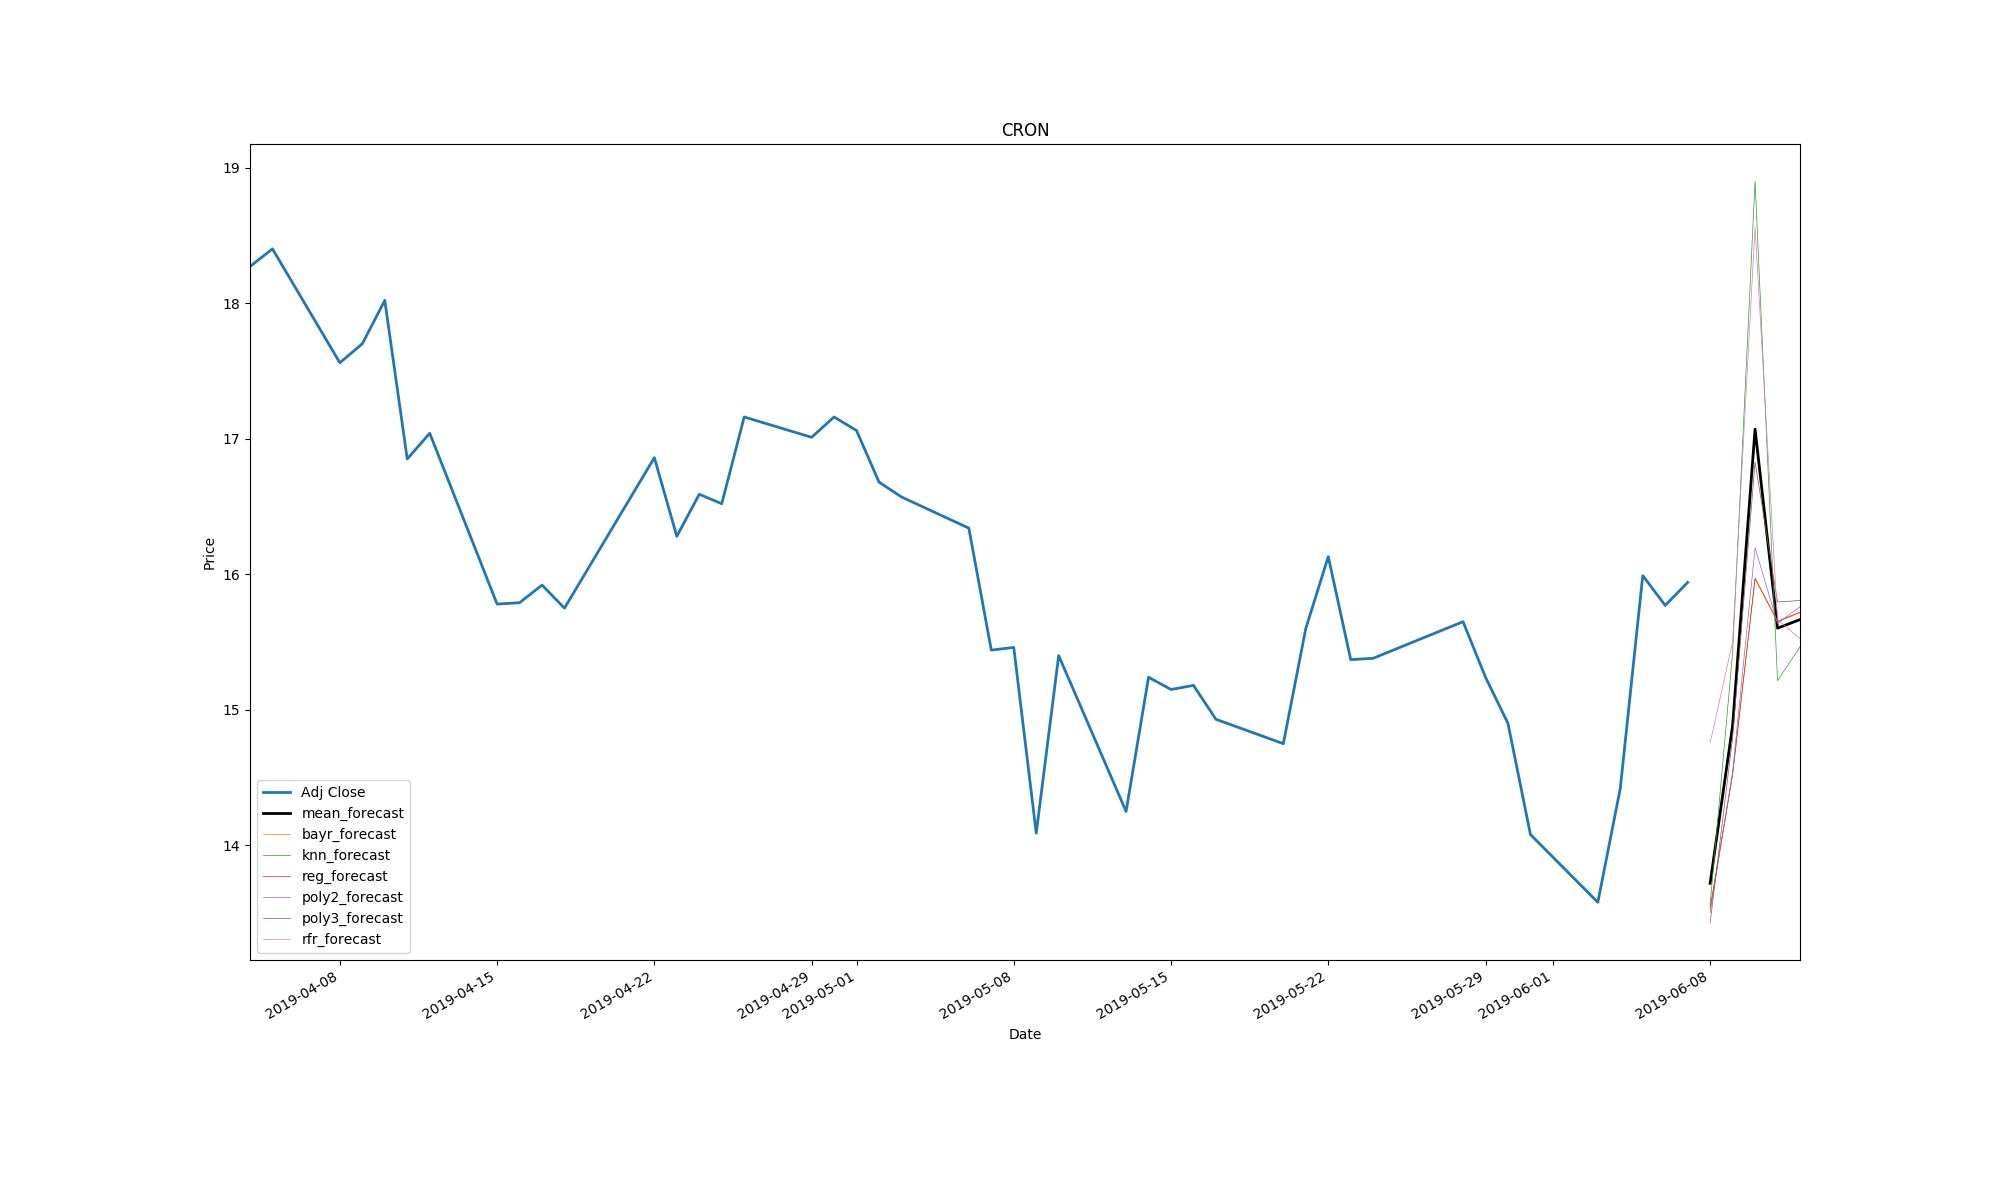 CRON
19
18
17
16
15
14
Price
Adj Close
mean_forecast
bayr_forecast
knn_forecast
reg_forecast
poly2_forecast
poly3_forecast
rfr_forecast
2019-04-08
2019-04-15
2019-04-22
2019-04-29
2019-05-01
2019-05-08
2019-05-15
2019-05-22
2019-05-29
2019-06-01
2019-06-08
Date